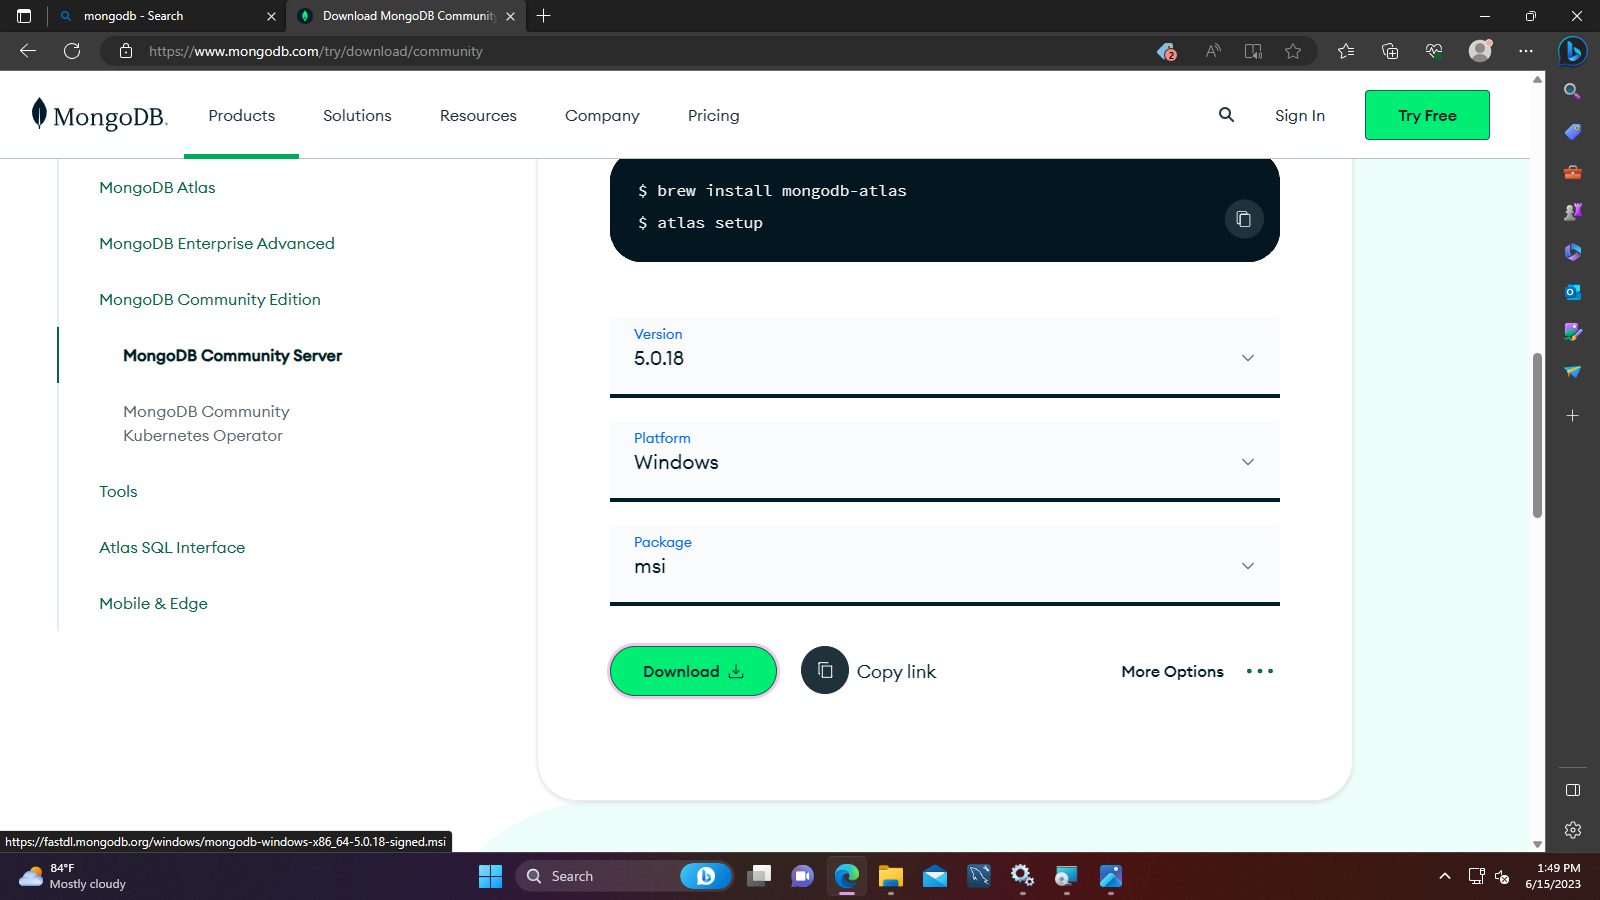 mongodb - Search
Download MongoDB Community
https://www.mongodb.com/try/download/community
2
MongoDB.
Products
Solutions
Resources
Company
Pricing
Sign In
Try Free
MongoDB Atlas
MongoDB Enterprise Advanced
MongoDB Community Edition
MongoDB Community Server
MongoDB Community
Kubernetes Operator
Tools
Atlas SQL Interface
Mobile & Edge
$ brew install mongodb-atlas
$ atlas setup
Version
5.0.18
Platform
Windows
Package
msi
Download
Copy link
More Options
https://fastdl.mongodb.org/windows/mongodb-windows-x86_64-5.0.18-signed.msi
84°F
Mostly cloudy
Search
1:49 PM
6/15/2023